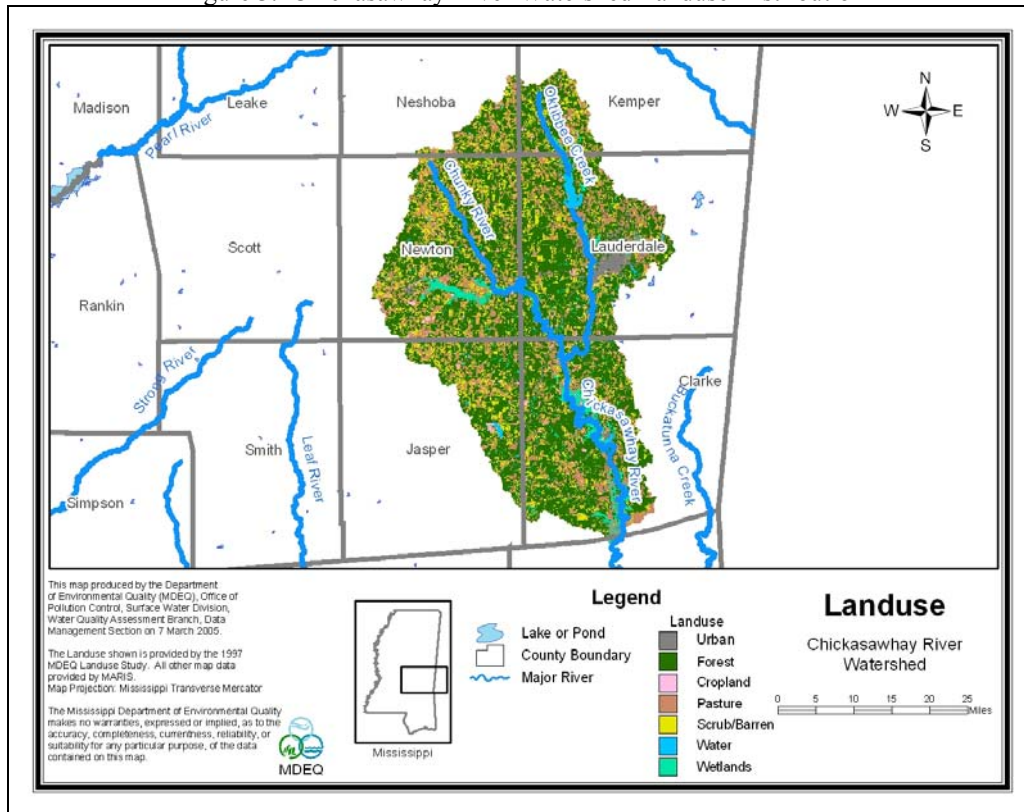 Madison
Leake
Neshoba
Kemper
Pearl River
Oktibbee Creek
N
W
E
S
Chunky River
Scott
Newton
Lauderdale
Rankin
Strong River
Clarke
Chickasawhay River
Buckatunna Creek
Smith
Leaf River
Jasper
Simpson
This map produced by the Department
of Environmental Quality (MDEQ), Office of
Pollution Control, Surface Water Division,
Water Quality Assessment Branch, Data
Management Section on 7 March 2005.
The Landuse shown is provided by the 1997
MDEQ Landuse Study. All other map data
provided by MARIS.
Map Projection: Mississippi Transverse Mercator
The Mississippi Department of Environmental Quality
makes no warranties, expressed or implied, as to the
accuracy, completeness, currentness, reliability, or
suitability for any particular purpose, of the data
contained on this map.
MDEQ
Mississippi
Legend
Lake or Pond
County Boundary
Major River
Landuse
Urban
Forest
Cropland
Pasture
Scrub/Barren
Water
Wetlands
Landuse
Chickasawhay River
Watershed
0 5 10 15 20 25
Miles